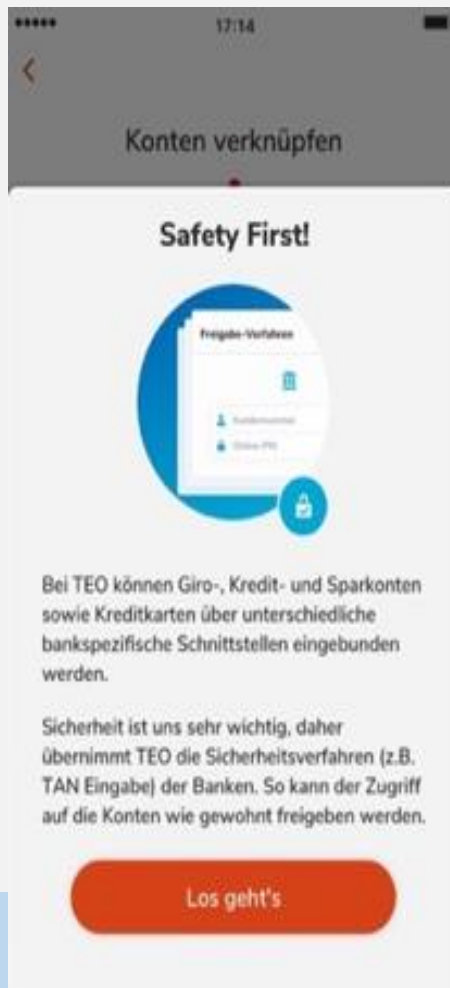 17:14
Konten verknüpfen
Safety First!
Freigabe-Verfahren
Online-PIN
Bei TEO können Giro-, Kredit- und Sparkonten
sowie Kreditkarten über unterschiedliche
bankspezifische Schnittstellen eingebunden
werden.
Sicherheit ist uns sehr wichtig, daher
übernimmt TEO die Sicherheitsverfahren (z.B.
TAN Eingabe) der Banken. So kann der Zugriff
auf die Konten wie gewohnt freigeben werden.
Los geht's